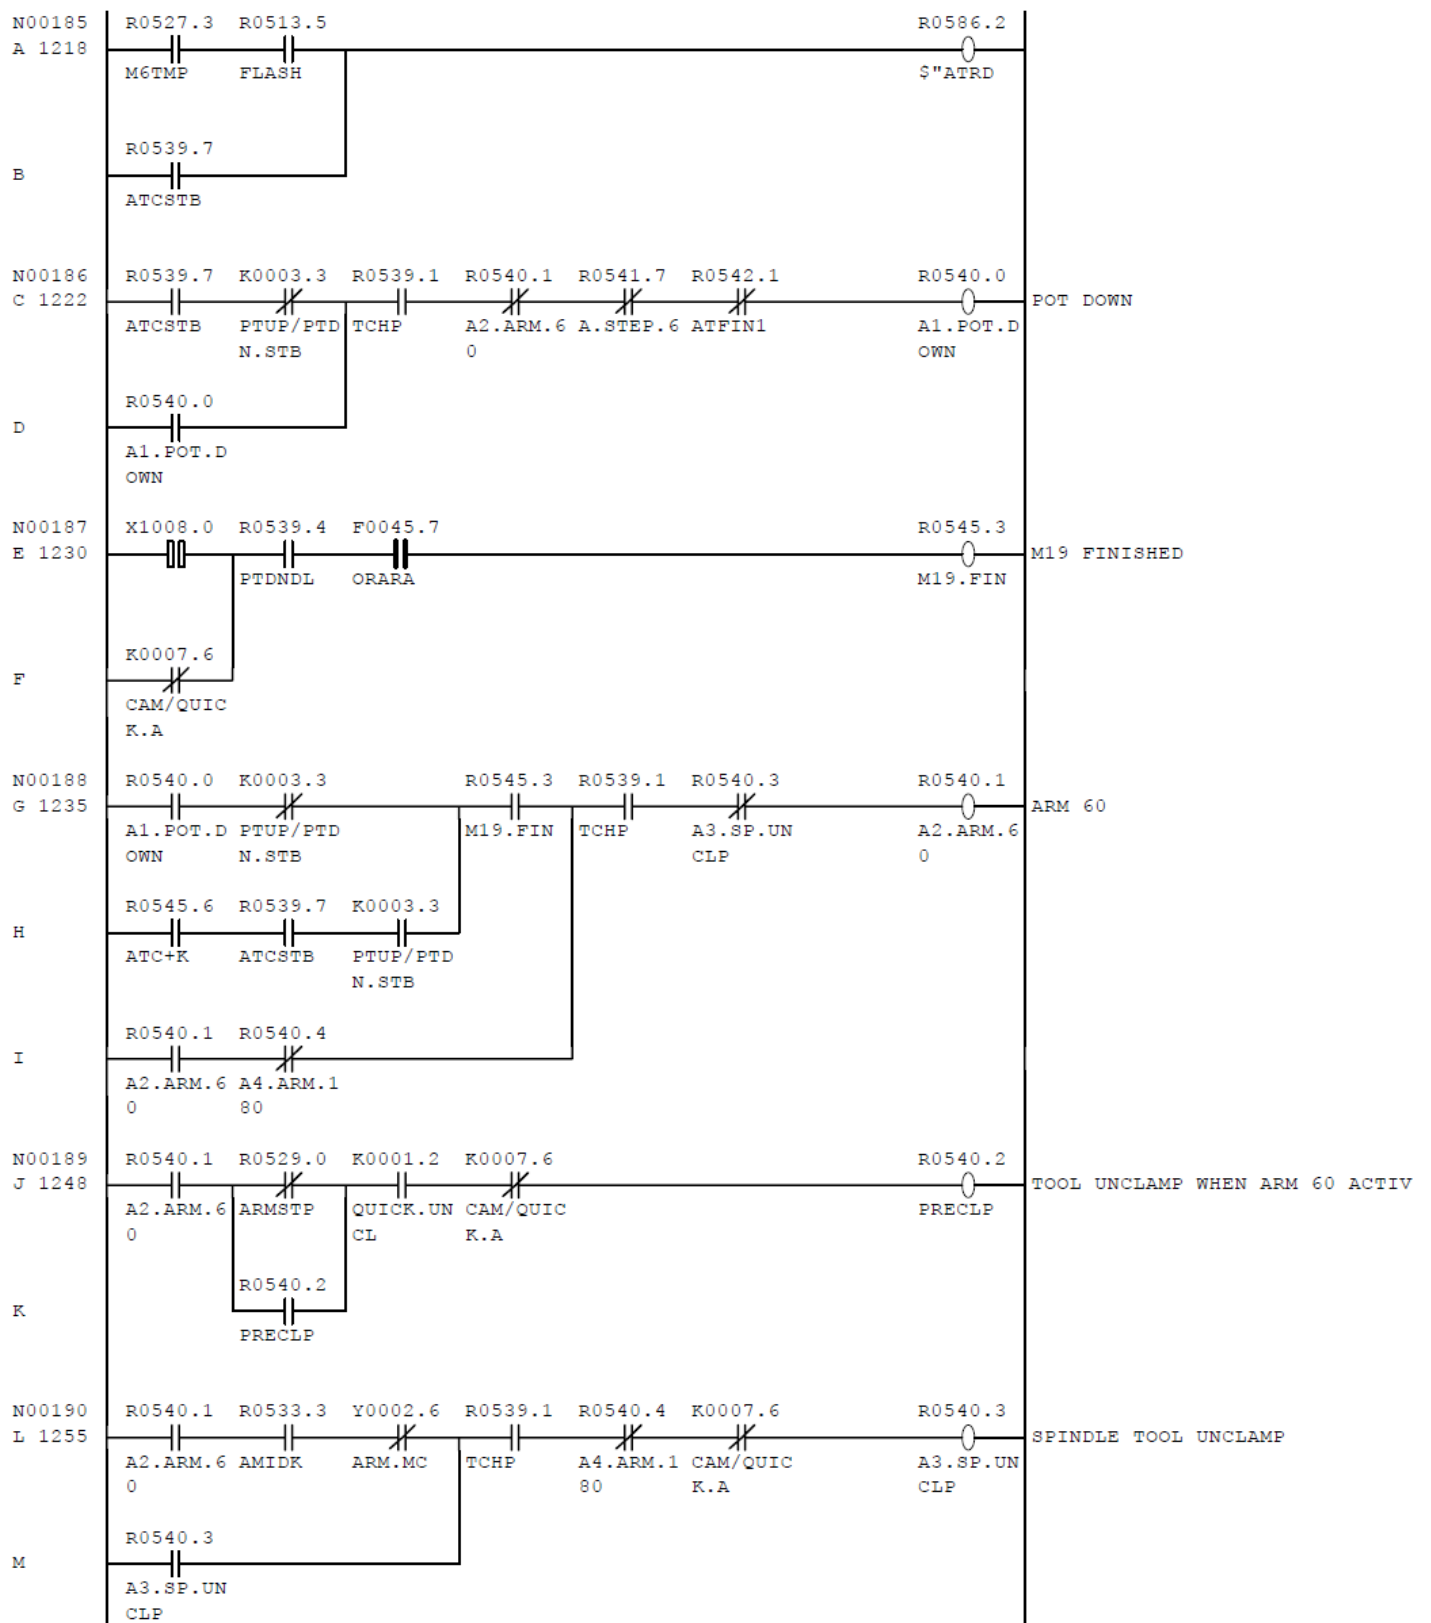 N00185 R0527.3 R0513.5 R0586.2
A 1218
M6TMP FLASH $"ATRD
R0539.7
B
ATCSTB
N00186 R0539.7 K0003.3 R0539.1 R0540.1 R0541.7 R0542.1 R0540.0
C 1222 POT DOWN
ATCSTB PTUP/PTD TCHP A2.ARM.6 A.STEP.6 ATFIN1 A1.POT.D
N.STB 0 OWN
R0540.0
D
A1.POT.D
OWN
N00187 X1008.0 R0539.4 F0045.7 R0545.3
E 1230 M19 FINISHED
PTDNDL ORARA M19.FIN
K0007.6
F
CAM/QUIC
K.A
N00188 R0540.0 K0003.3 R0545.3 R0539.1 R0540.3 R0540.1
G 1235 ARM 60
A1.POT.D PTUP/PTD M19.FIN TCHP A3.SP.UN A2.ARM.6
OWN N.STB CLP 0
R0545.6 R0539.7 K0003.3
H
ATC+K ATCSTB PTUP/PTD
N.STB
R0540.1 R0540.4
I
A2.ARM.6 A4.ARM.1
0 80
N00189 R0540.1 R0529.0 K0001.2 K0007.6 R0540.2
J 1248 TOOL UNCLAMP WHEN ARM 60 ACTIV
A2.ARM.6 ARMSTP QUICK.UN CAM/QUIC PRECLP
0 CL K.A
R0540.2
K
PRECLP
N00190 R0540.1 R0533.3 Y0002.6 R0539.1 R0540.4 K0007.6 R0540.3
L 1255 SPINDLE TOOL UNCLAMP
A2.ARM.6 AMIDK ARM.MC TCHP A4.ARM.1 CAM/QUIC A3.SP.UN
0 80 K.A CLP
R0540.3
M
A3.SP.UN
CLP